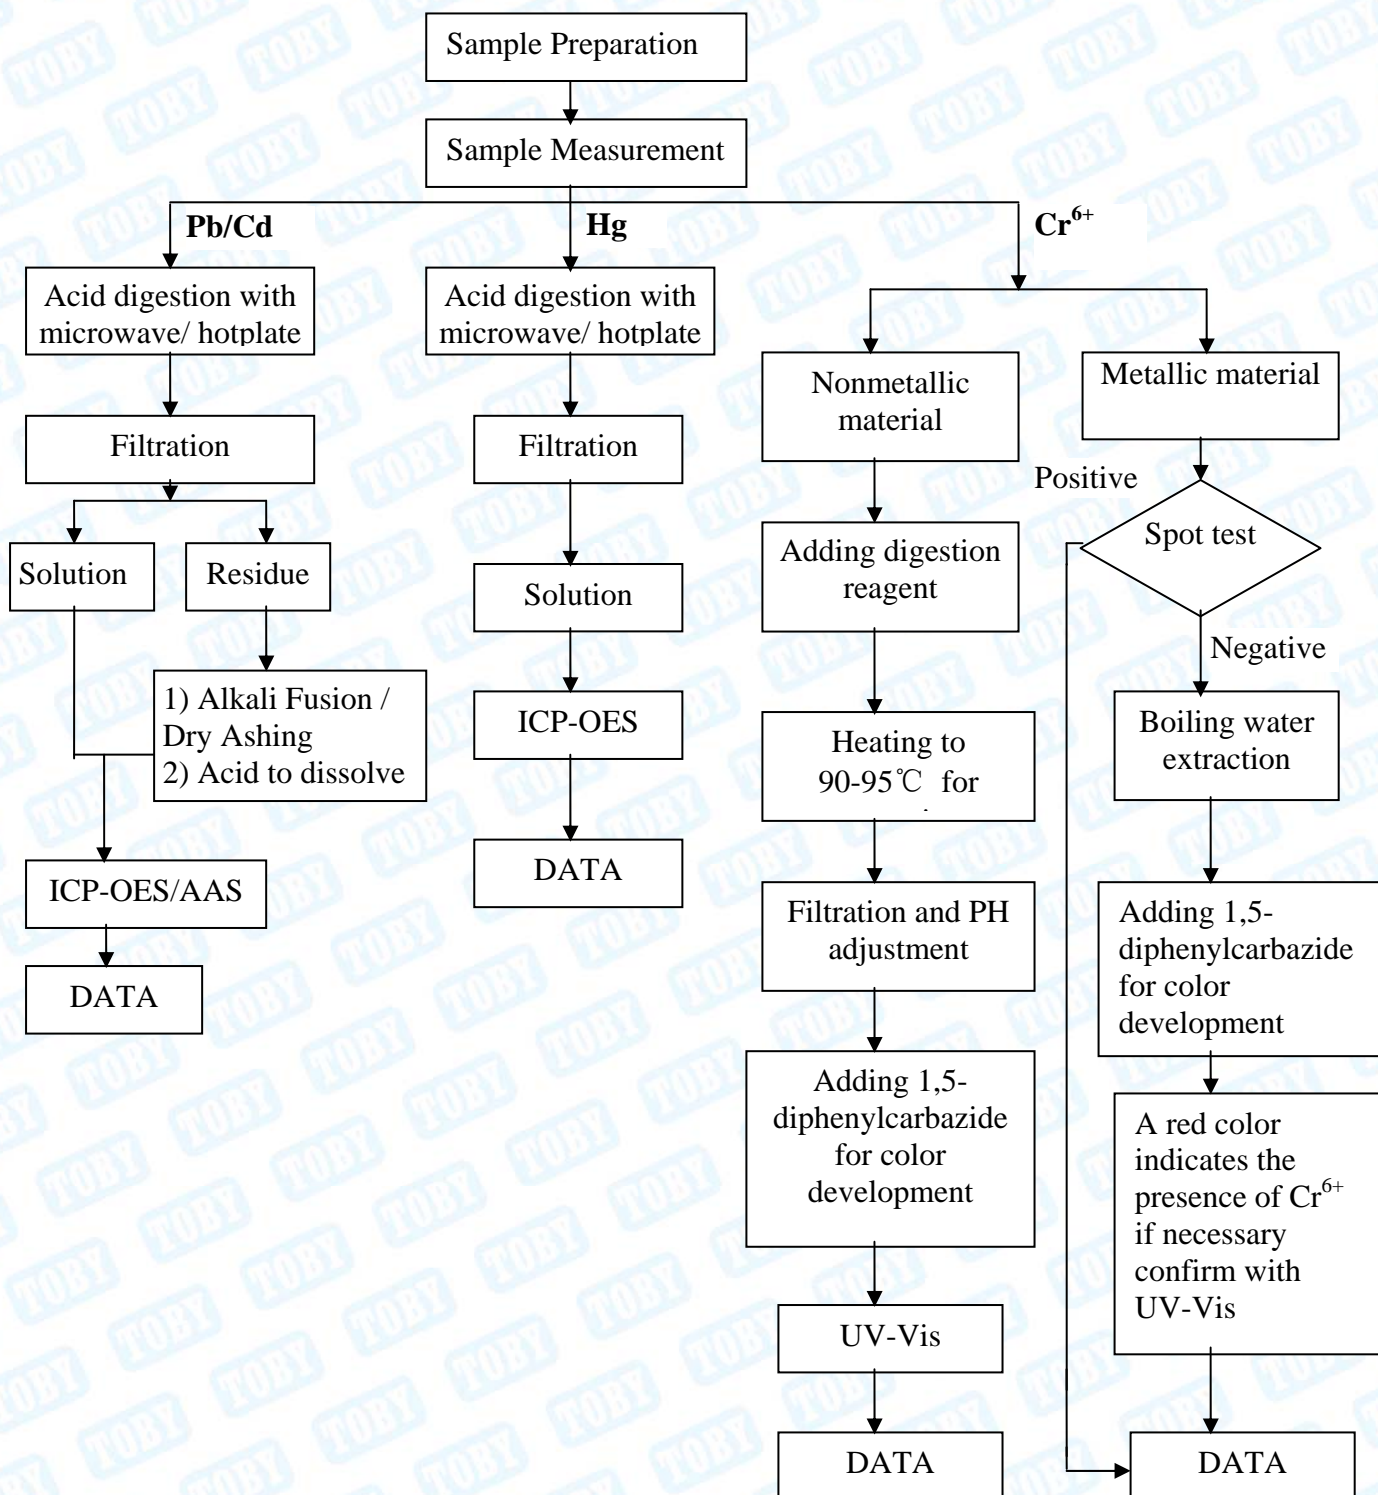 Sample Preparation
Sample Measurement
Pb/Cd
Hg
Cr⁶⁺
Acid digestion with
microwave/ hotplate
Filtration
Solution
Residue
1) Alkali Fusion /
Dry Ashing
2) Acid to dissolve
ICP-OES/AAS
DATA
Acid digestion with
microwave/ hotplate
Filtration
Solution
ICP-OES
DATA
Nonmetallic
material
Adding digestion
reagent
Heating to
90-95℃ for
Filtration and PH
adjustment
Adding 1,5-
diphenylcarbazide
for color
development
UV-Vis
DATA
Metallic material
Positive
Spot test
Negative
Boiling water
extraction
Adding 1,5-
diphenylcarbazide
for color
development
A red color
indicates the
presence of Cr⁶⁺
if necessary
confirm with
UV-Vis
DATA
TOBY